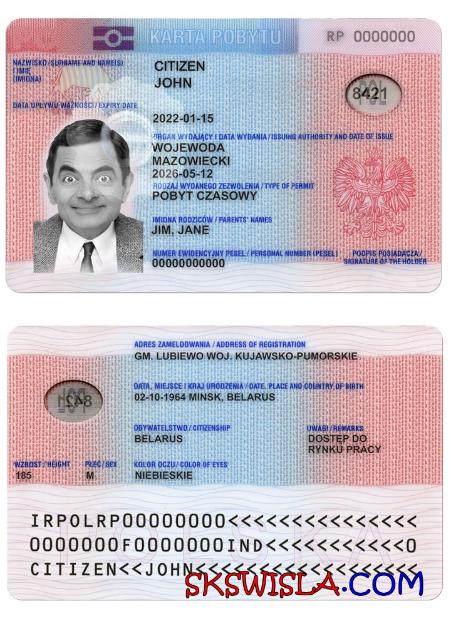 KARTA POBYTU RP 0000000
NAZWISKO/SURNAME AND NAME(S)
I IMIĘ
(IMIONA)
CITIZEN
JOHN
8421
DATA UPŁYWU WAŻNOŚCI/EXPIRY DATE
2022-01-15
ORGAN WYDAJĄCY I DATA WYDANIA/ISSUING AUTHORITY AND DATE OF ISSUE
WOJEWODA
MAZOWIECKI
2026-05-12
RODZAJ WYDANEGO ZEZWOLENIA/TYPE OF PERMIT
POBYT CZASOWY
IMIONA RODZICÓW / PARENTS' NAMES
JIM, JANE
NUMER EWIDENCYJNY PESEL / PERSONAL NUMBER (PESEL)
00000000000
PODPIS POSIADACZA/
SIGNATURE OF THE HOLDER
ADRES ZAMELDOWANIA / ADDRESS OF REGISTRATION
GM. LUBIEWO WOJ. KUJAWSKO-PUMORSKIE
DATA, MIEJSCE I KRAJ URODZENIA / DATE, PLACE AND COUNTRY OF BIRTH
02-10-1964 MINSK, BELARUS
OBYWATELSTWO / CITIZENSHIP
BELARUS
UWAGI/REMARKS
DOSTĘP DO
RYNKU PRACY
WZROST/HEIGHT PŁEĆ/SEX KOLOR OCZU/COLOR OF EYES
185 M NIEBIESKIE
IRPOLRP00000000<<<<<<<<<<<<<<<
0000000F0000000IND<<<<<<<<<<<0
CITIZEN<<JOHN<<<<<<<<<<<<<<<<<
SKSWISLA.COM